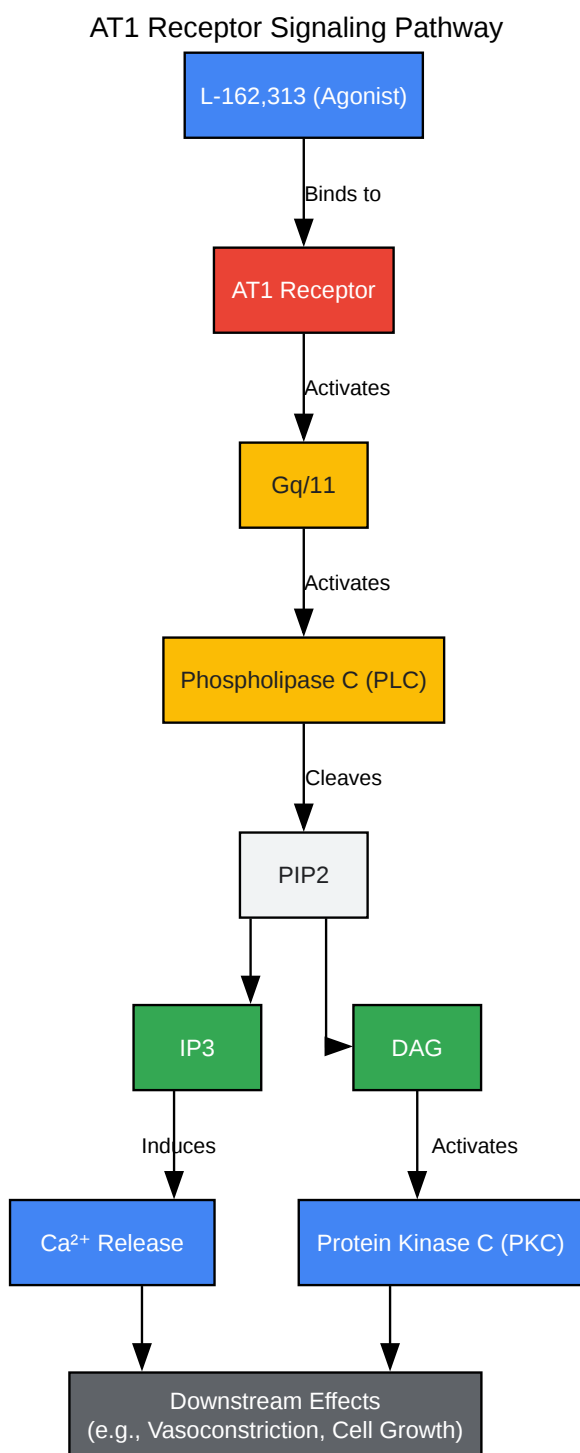 AT1 Receptor Signaling Pathway
L-162,313 (Agonist)
Binds to
AT1 Receptor
Activates
Gq/11
Activates
Phospholipase C (PLC)
Cleaves
PIP2
IP3
DAG
Induces
Activates
Ca²⁺ Release
Protein Kinase C (PKC)
Downstream Effects
(e.g., Vasoconstriction, Cell Growth)